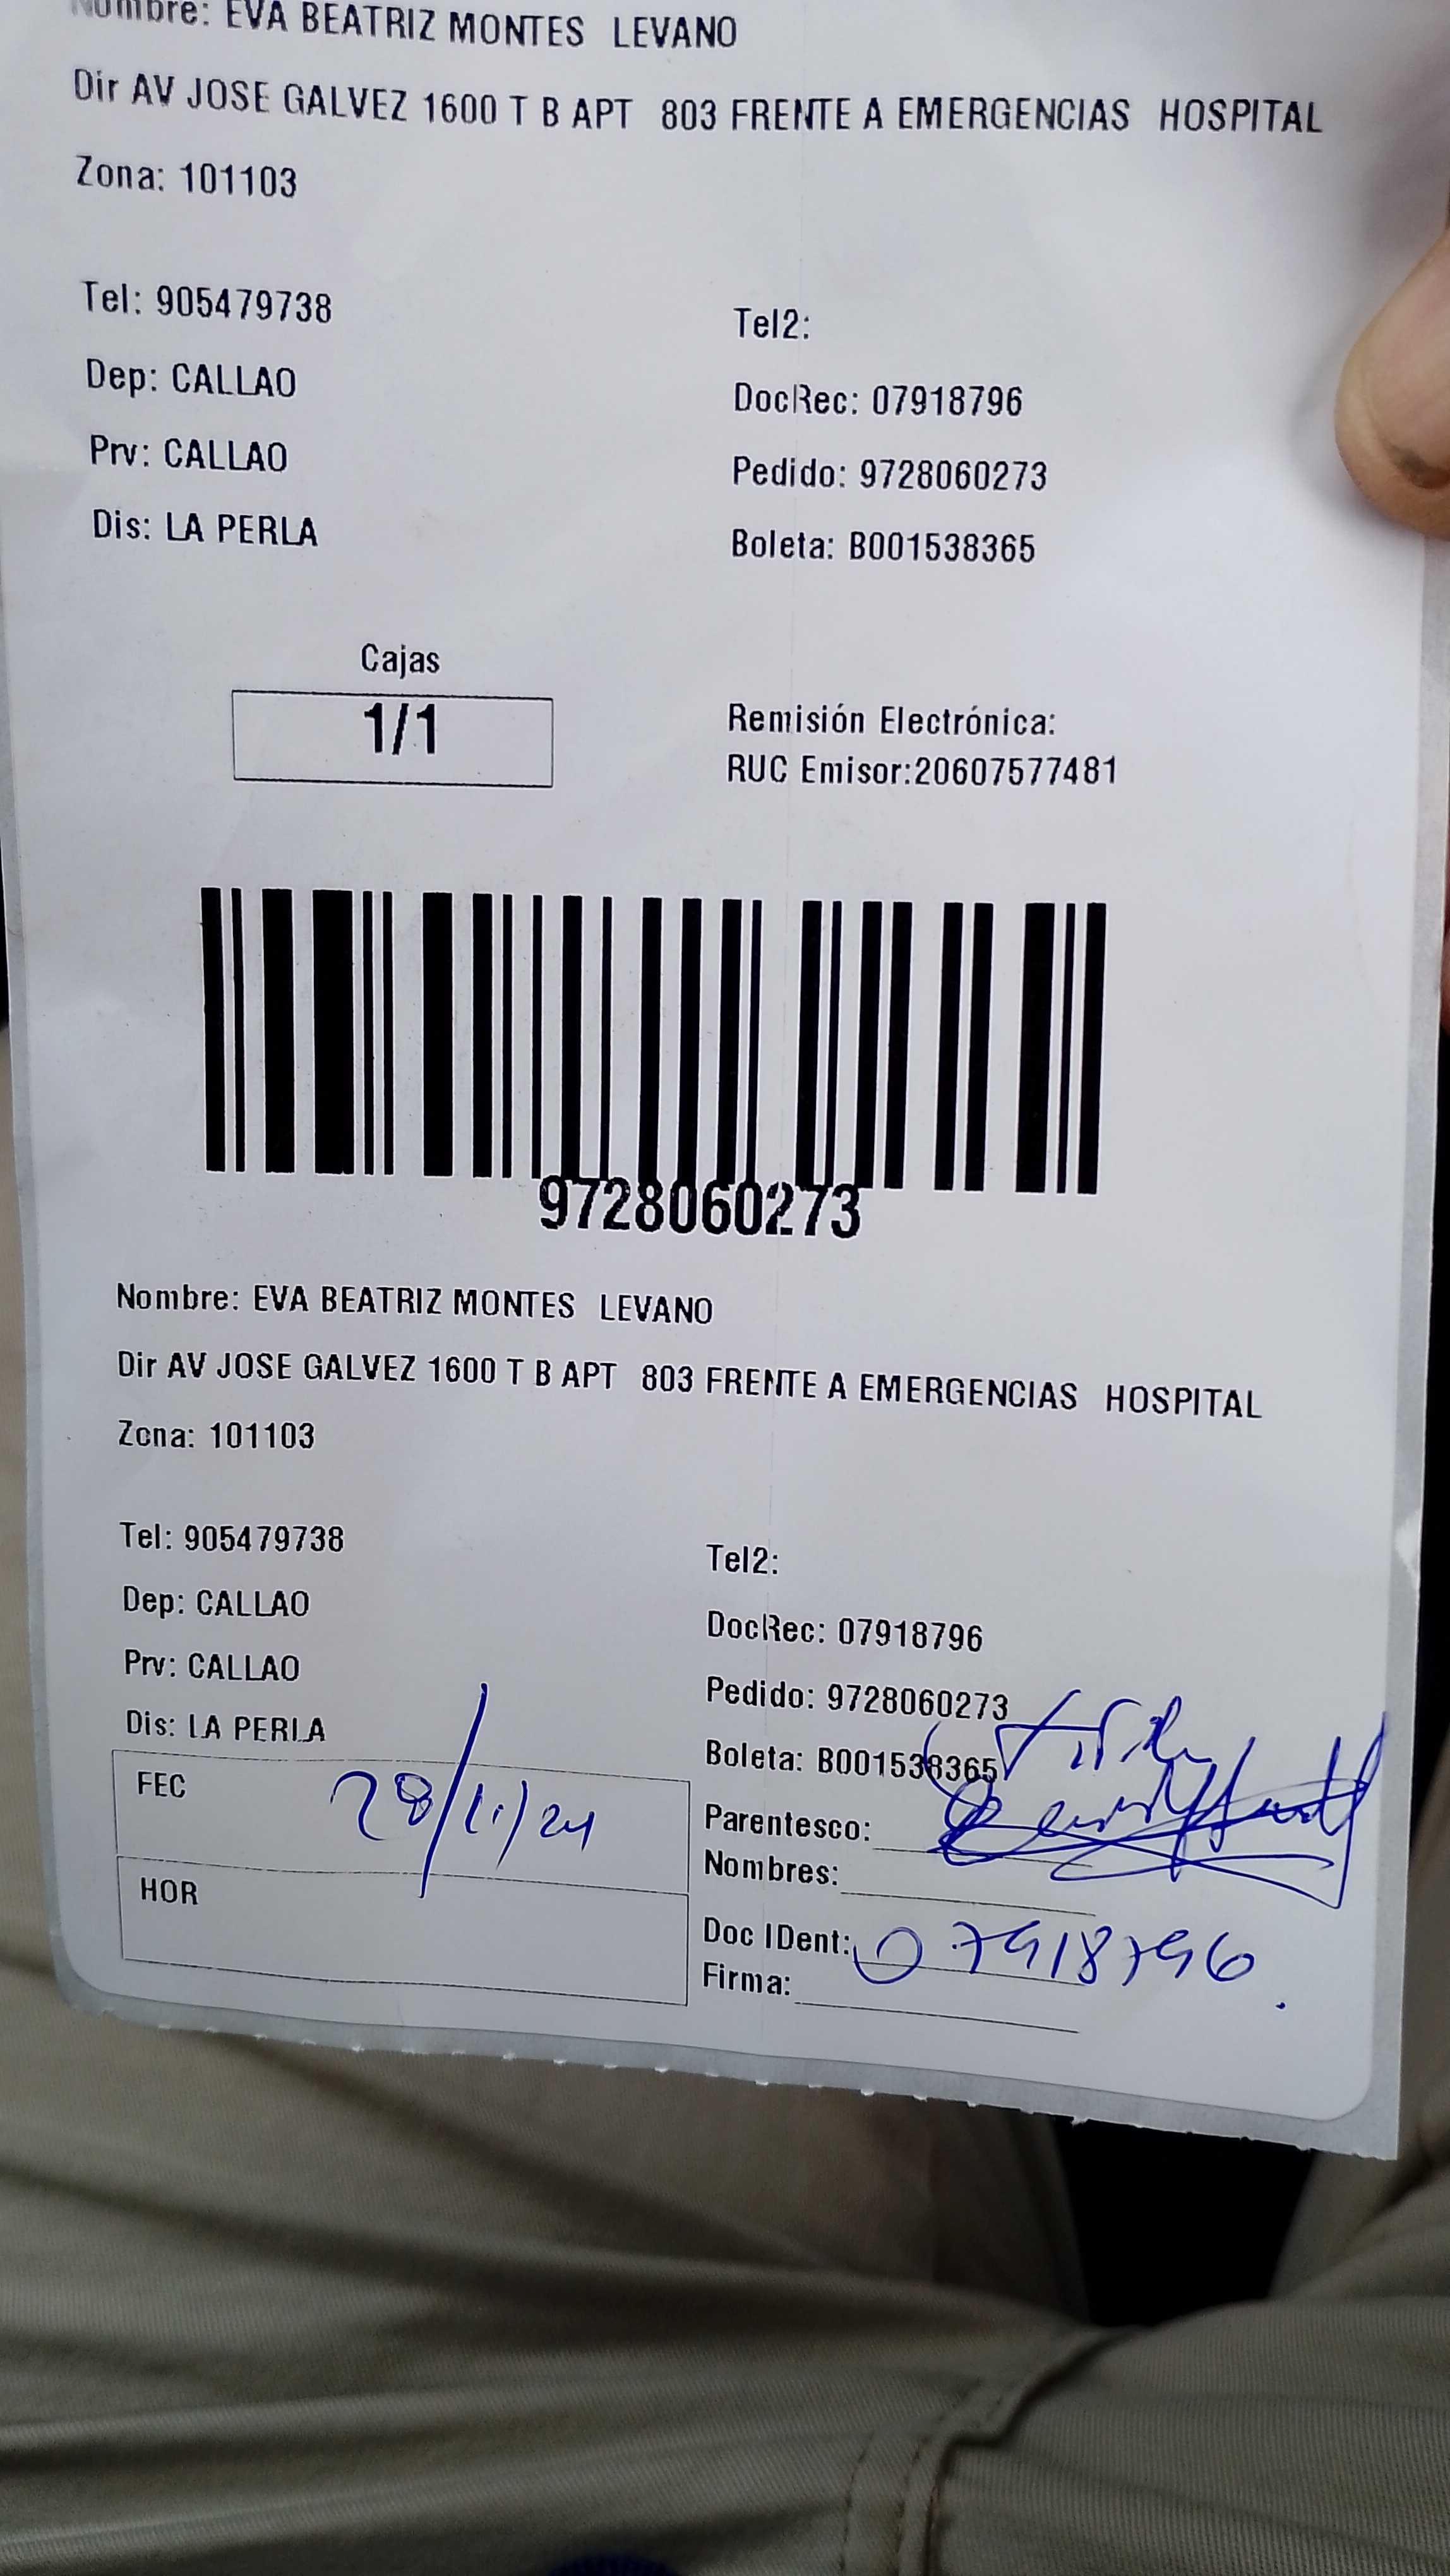 Nombre: EVA BEATRIZ MONTES LEVANO
Dir AV JOSE GALVEZ 1600 T B APT 803 FRENTE A EMERGENCIAS HOSPITAL
Zona: 101103
Tel: 905479738
Tel2:
Dep: CALLAO
DocRec: 07918796
Prv: CALLAO
Pedido: 9728060273
Dis: LA PERLA
Boleta: B001538365
Cajas
1/1
Remisión Electrónica:
RUC Emisor:20607577481
9728060273
Nombre: EVA BEATRIZ MONTES LEVANO
Dir AV JOSE GALVEZ 1600 T B APT 803 FRENTE A EMERGENCIAS HOSPITAL
Zona: 101103
Tel: 905479738
Tel2:
Dep: CALLAO
DocRec: 07918796
Prv: CALLAO
Pedido: 9728060273
Dis: LA PERLA
Boleta: B001538365
FEC 28/11/24
Parentesco:
Nombres:
HOR
Doc IDent: 07918796
Firma: